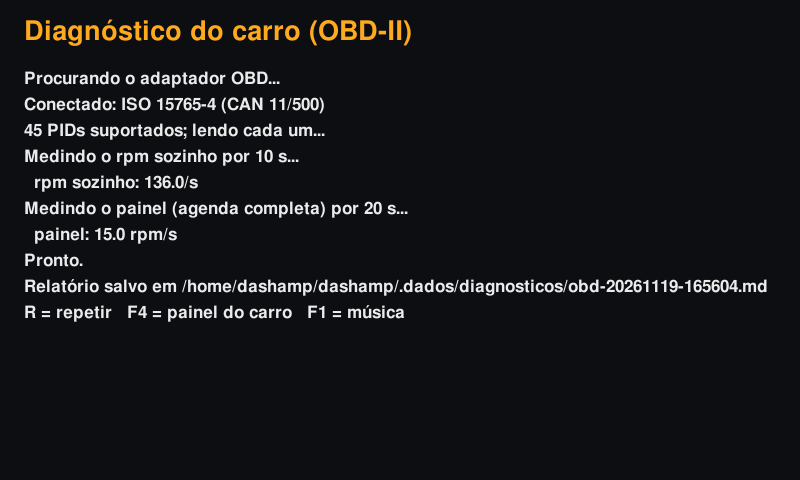 Diagnóstico do carro (OBD-II)
Procurando o adaptador OBD...
Conectado: ISO 15765-4 (CAN 11/500)
45 PIDs suportados; lendo cada um...
Medindo o rpm sozinho por 10 s...
rpm sozinho: 136.0/s
Medindo o painel (agenda completa) por 20 s...
painel: 15.0 rpm/s
Pronto.
Relatório salvo em /home/dashamp/dashamp/.dados/diagnosticos/obd-20261119-165604.md
R = repetir   F4 = painel do carro   F1 = música